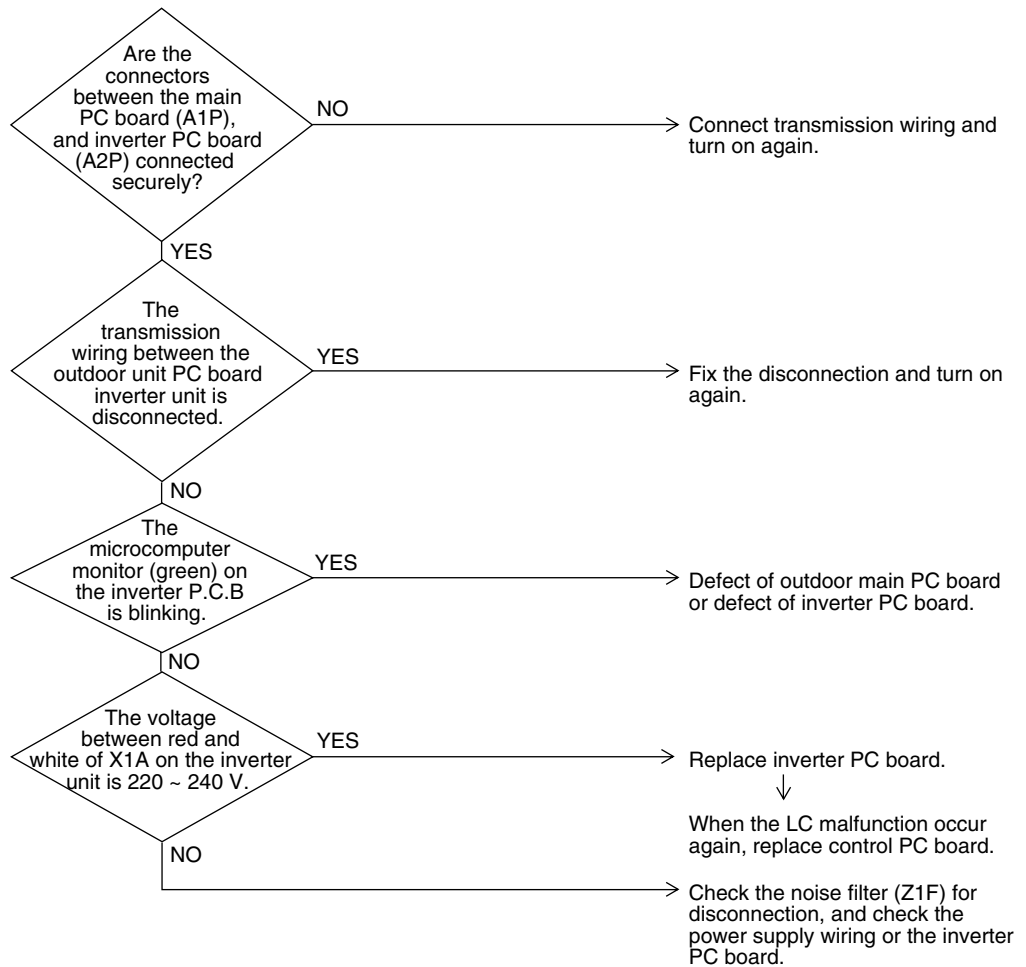 Are the
connectors
between the main
PC board (A1P),
and inverter PC board
(A2P) connected
securely?
NO
Connect transmission wiring and
turn on again.
YES
The
transmission
wiring between the
outdoor unit PC board
inverter unit is
disconnected.
YES
Fix the disconnection and turn on
again.
NO
The
microcomputer
monitor (green) on
the inverter P.C.B
is blinking.
YES
Defect of outdoor main PC board
or defect of inverter PC board.
NO
The voltage
between red and
white of X1A on the inverter
unit is 220 ~ 240 V.
YES
Replace inverter PC board.
When the LC malfunction occur
again, replace control PC board.
NO
Check the noise filter (Z1F) for
disconnection, and check the
power supply wiring or the inverter
PC board.